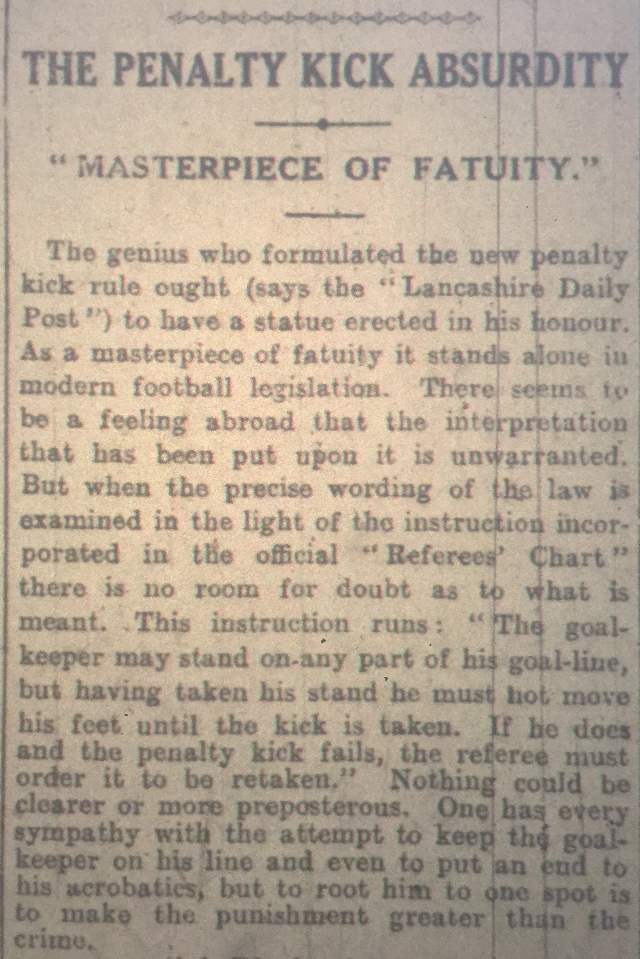 THE PENALTY KICK ABSURDITY
"MASTERPIECE OF FATUITY."
The genius who formulated the new penalty
kick rule ought (says the "Lancashire Daily
Post") to have a statue erected in his honour.
As a masterpiece of fatuity it stands alone in
modern football legislation. There seems to
be a feeling abroad that the interpretation
that has been put upon it is unwarranted.
But when the precise wording of the law is
examined in the light of the instruction incor-
porated in the official "Referees' Chart"
there is no room for doubt as to what is
meant. This instruction runs: "The goal-
keeper may stand on any part of his goal-line,
but having taken his stand he must not move
his feet until the kick is taken. If he does
and the penalty kick fails, the referee must
order it to be retaken." Nothing could be
clearer or more preposterous. One has every
sympathy with the attempt to keep the goal-
keeper on his line and even to put an end to
his acrobatics, but to root him to one spot is
to make the punishment greater than the
crime.